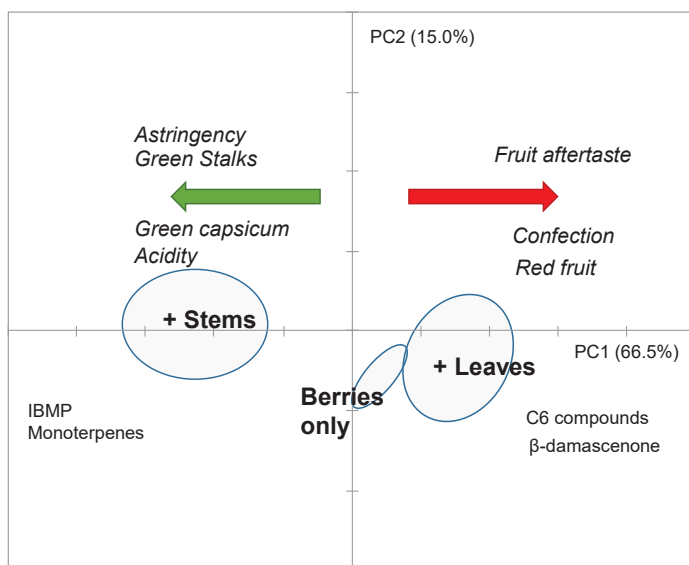 PC2 (15.0%)
Astringency
Green Stalks
Fruit aftertaste
Green capsicum
Acidity
Confection
Red fruit
+ Stems
PC1 (66.5%)
+ Leaves
Berries
only
IBMP
Monoterpenes
C6 compounds
β-damascenone